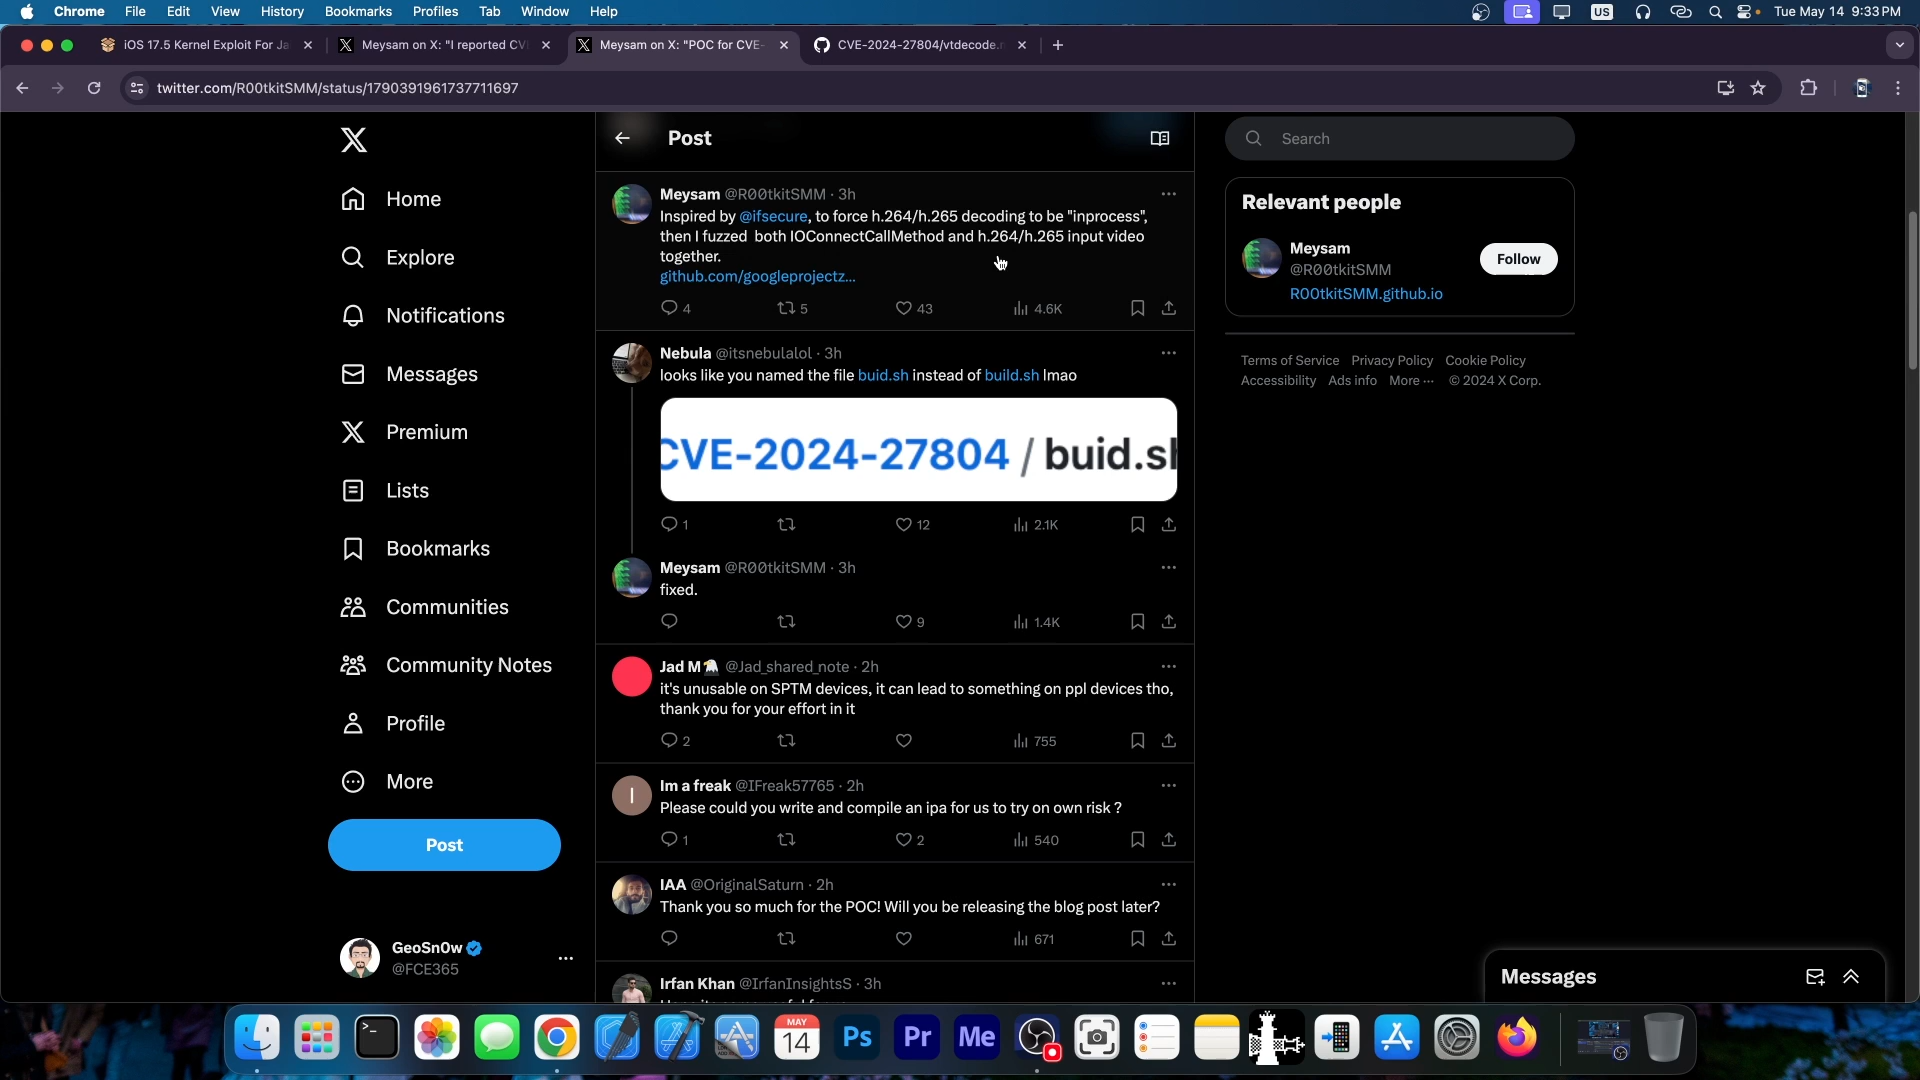 Chrome File Edit View History Bookmarks Profiles Tab Window Help US Tue May 14 9:33 PM
iOS 17.5 Kernel Exploit For Ja Meysam on X: "I reported CV Meysam on X: "POC for CVE- CVE-2024-27804/vtdecode.
twitter.com/R00tkitSMM/status/1790391961737711697
Home
Explore
Notifications
Messages
Premium
Lists
Bookmarks
Communities
Community Notes
Profile
More
Post
GeoSn0w
@FCE365
Post
Meysam @R00tkitSMM · 3h
Inspired by @ifsecure, to force h.264/h.265 decoding to be "inprocess",
then I fuzzed both IOConnectCallMethod and h.264/h.265 input video
together.
github.com/googleprojectz...
4 5 43 4.6K
Nebula @itsnebulalol · 3h
looks like you named the file buid.sh instead of build.sh lmao
CVE-2024-27804 / buid.sh
1 12 2.1K
Meysam @R00tkitSMM · 3h
fixed.
9 1.4K
Jad M @Jad_shared_note · 2h
it's unusable on SPTM devices, it can lead to something on ppl devices tho,
thank you for your effort in it
2 755
I
Im a freak @IFreak57765 · 2h
Please could you write and compile an ipa for us to try on own risk ?
1 2 540
IAA @OriginalSaturn · 2h
Thank you so much for the POC! Will you be releasing the blog post later?
671
Irfan Khan @IrfanInsightsS · 3h
Search
Relevant people
Meysam
@R00tkitSMM
R00tkitSMM.github.io
Follow
Terms of Service Privacy Policy Cookie Policy
Accessibility Ads info More ··· © 2024 X Corp.
Messages
MAY
14
Ps Pr Me